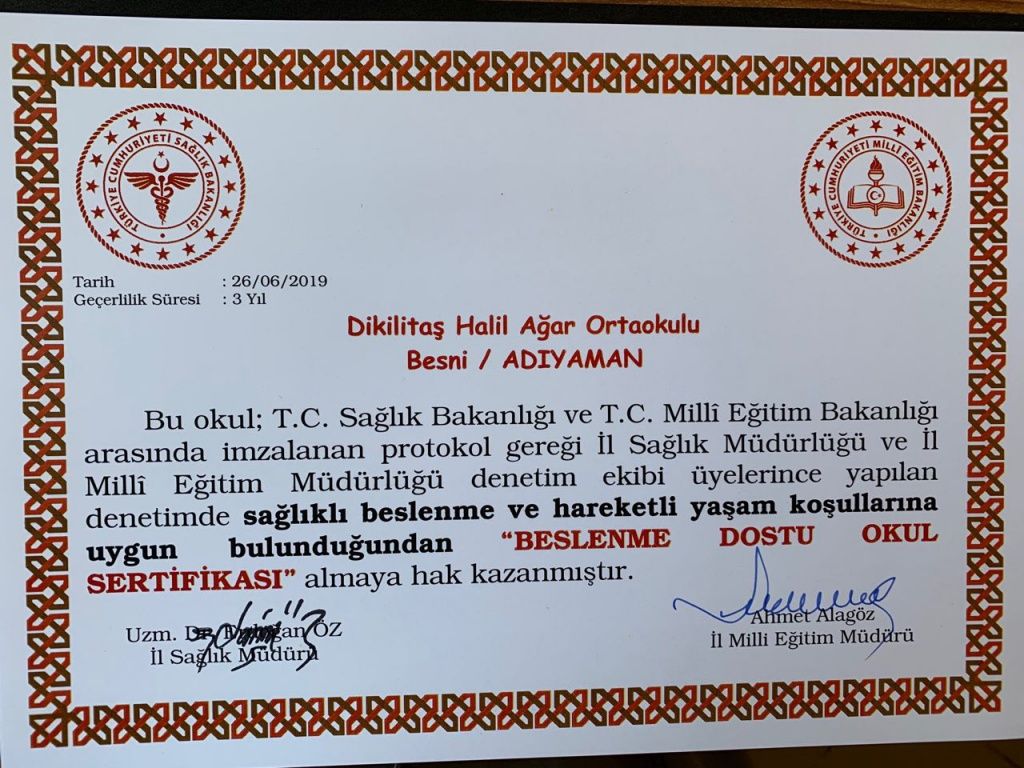 TÜRKİYE CUMHURİYETİ SAĞLIK BAKANLIĞI
TÜRKİYE CUMHURİYETİ MİLLİ EĞİTİM BAKANLIĞI
Tarih : 26/06/2019
Geçerlilik Süresi : 3 Yıl
Dikilitaş Halil Ağar Ortaokulu
Besni / ADIYAMAN
Bu okul; T.C. Sağlık Bakanlığı ve T.C. Millî Eğitim Bakanlığı
arasında imzalanan protokol gereği İl Sağlık Müdürlüğü ve İl
Millî Eğitim Müdürlüğü denetim ekibi üyelerince yapılan
denetimde sağlıklı beslenme ve hareketli yaşam koşullarına
uygun bulunduğundan “BESLENME DOSTU OKUL
SERTİFİKASI” almaya hak kazanmıştır.
Uzm. ÖZ
İl Sağlık Müdürü
Ahmet Alagöz
İl Milli Eğitim Müdürü